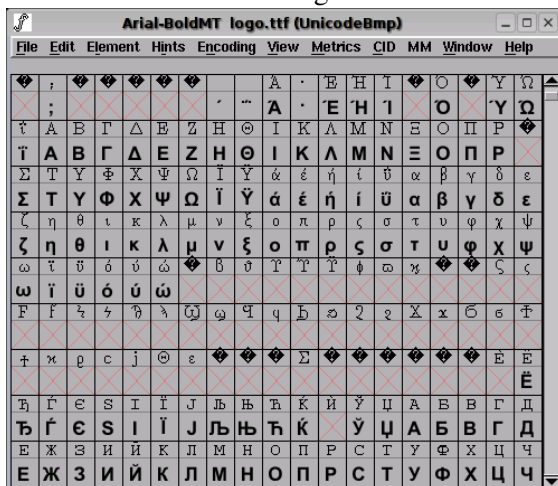 Arial-BoldMT logo.ttf (UnicodeBmp)
File Edit Element Hints Encoding View Metrics CID MM Window Help
� ; � � � � � Ά · Έ Ή Ί � Ό � Ύ Ώ
; ΄ ΅ Ά · Έ Ή Ί Ό Ύ Ώ
ΐ Α Β Γ Δ Ε Ζ Η Θ Ι Κ Λ Μ Ν Ξ Ο Π Ρ �
ΐ Α Β Γ Δ Ε Ζ Η Θ Ι Κ Λ Μ Ν Ξ Ο Π Ρ
Σ Τ Υ Φ Χ Ψ Ω Ϊ Ϋ ά έ ή ί ΰ α β γ δ ε
Σ Τ Υ Φ Χ Ψ Ω Ϊ Ϋ ά έ ή ί ΰ α β γ δ ε
ζ η θ ι κ λ μ ν ξ ο π ρ ς σ τ υ φ χ ψ
ζ η θ ι κ λ μ ν ξ ο π ρ ς σ τ υ φ χ ψ
ω ϊ ϋ ό ύ ώ � ϐ ϑ ϒ ϓ ϔ ϕ ϖ ϗ � � Ϛ ϛ
ω ϊ ϋ ό ύ ώ
Ϝ ϝ Ϟ ϟ Ϡ ϡ Ϣ ϣ Ϥ ϥ Ϧ ϧ Ϩ ϩ Ϫ ϫ Ϭ ϭ Ϯ
ϯ ϰ ϱ ϲ ϳ ϴ ϵ � � � Σ � � � � � � Ѐ Ё
Ё
Ђ Ѓ Є Ѕ І Ї Ј Љ Њ Ћ Ќ Ѝ Ў Џ А Б В Г Д
Ђ Ѓ Є Ѕ І Ї Ј Љ Њ Ћ Ќ Ў Џ А Б В Г Д
Е Ж З И Й К Л М Н О П Р С Т У Ф Х Ц Ч
Е Ж З И Й К Л М Н О П Р С Т У Ф Х Ц Ч